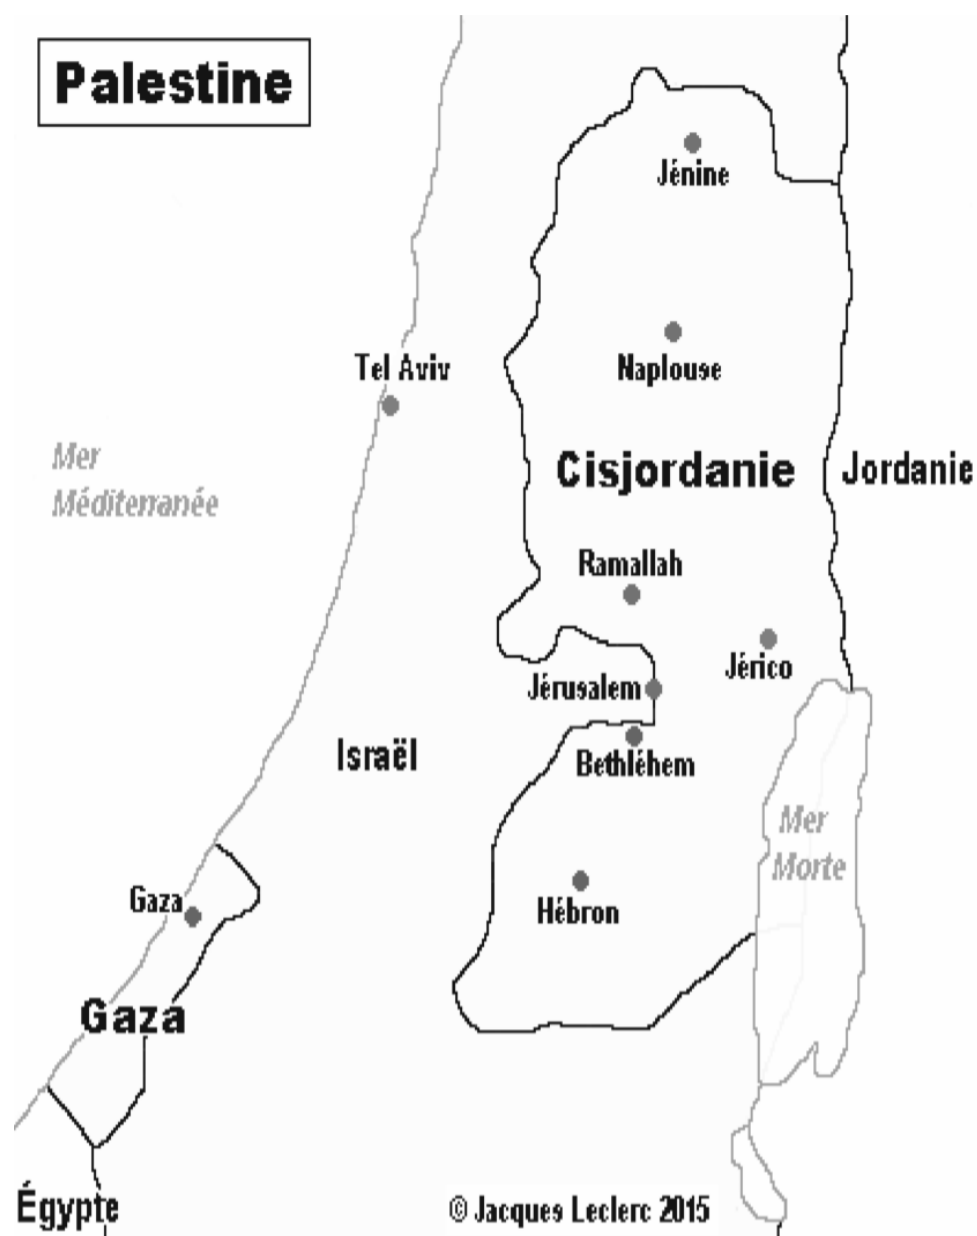 Palestine
Jénine
Tel Aviv
Naplouse
Mer
Méditerranée
Cisjordanie
Jordanie
Ramallah
Jérico
Jérusalem
Israël
Bethléhem
Mer
Morte
Gaza
Hébron
Gaza
Égypte
© Jacques Leclerc 2015